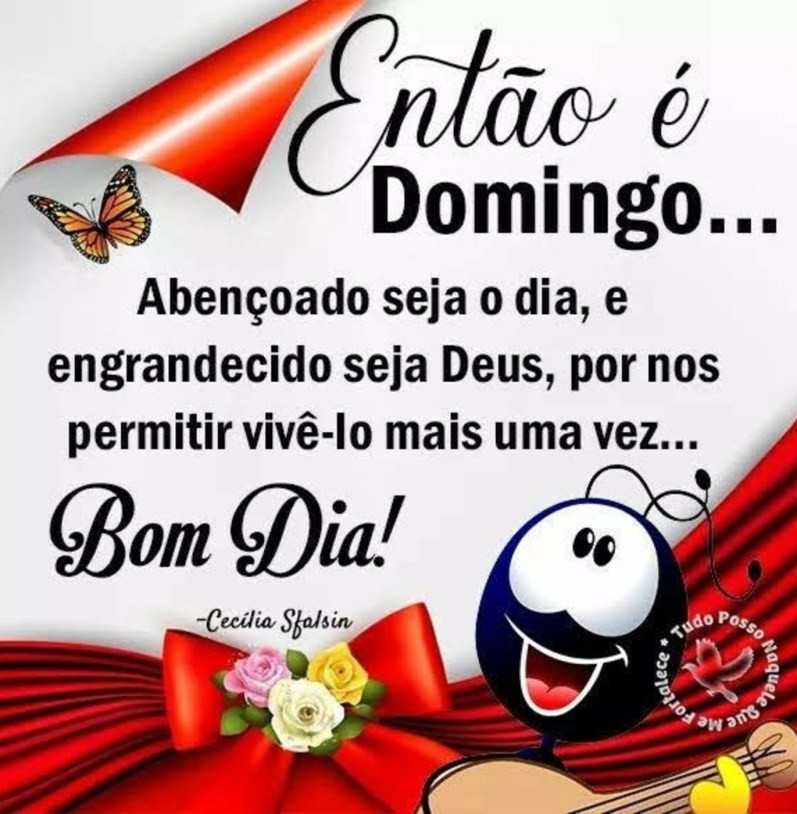 Então é
Domingo...
Abençoado seja o dia, e
engrandecido seja Deus, por nos
permitir vivê-lo mais uma vez...
Bom Dia!
-Cecília Sfalsin
Tudo Posso Naquele Que Me Fortalece *